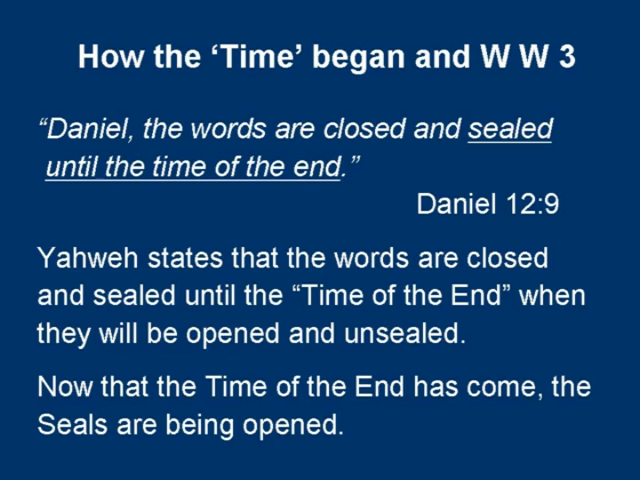 How the ‘Time’ began and W W 3
“Daniel, the words are closed and sealed
until the time of the end.”
Daniel 12:9
Yahweh states that the words are closed
and sealed until the “Time of the End” when
they will be opened and unsealed.
Now that the Time of the End has come, the
Seals are being opened.